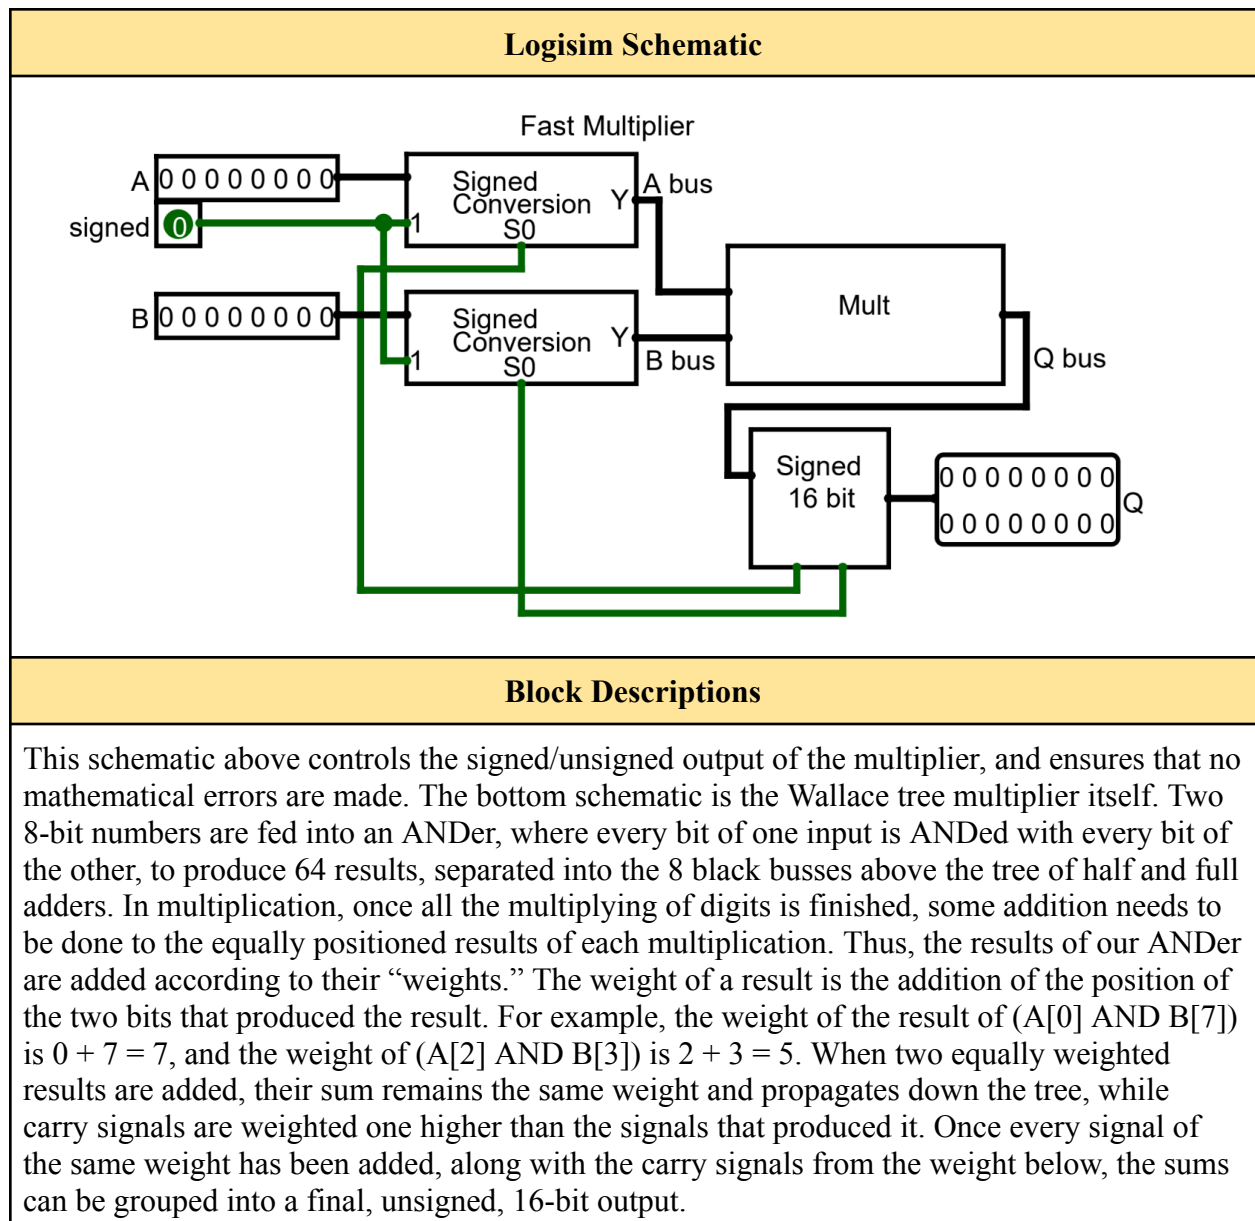 Logisim Schematic
Fast Multiplier
A 0 0 0 0 0 0 0 0
signed 0
1
Signed
Conversion
S0
Y
A bus
B 0 0 0 0 0 0 0 0
1
Signed
Conversion
S0
Y
B bus
Mult
Q bus
Signed
16 bit
0 0 0 0 0 0 0 0
0 0 0 0 0 0 0 0
Q
Block Descriptions
This schematic above controls the signed/unsigned output of the multiplier, and ensures that no
mathematical errors are made. The bottom schematic is the Wallace tree multiplier itself. Two
8-bit numbers are fed into an ANDer, where every bit of one input is ANDed with every bit of
the other, to produce 64 results, separated into the 8 black busses above the tree of half and full
adders. In multiplication, once all the multiplying of digits is finished, some addition needs to
be done to the equally positioned results of each multiplication. Thus, the results of our ANDer
are added according to their “weights.” The weight of a result is the addition of the position of
the two bits that produced the result. For example, the weight of the result of (A[0] AND B[7])
is 0 + 7 = 7, and the weight of (A[2] AND B[3]) is 2 + 3 = 5. When two equally weighted
results are added, their sum remains the same weight and propagates down the tree, while
carry signals are weighted one higher than the signals that produced it. Once every signal of
the same weight has been added, along with the carry signals from the weight below, the sums
can be grouped into a final, unsigned, 16-bit output.